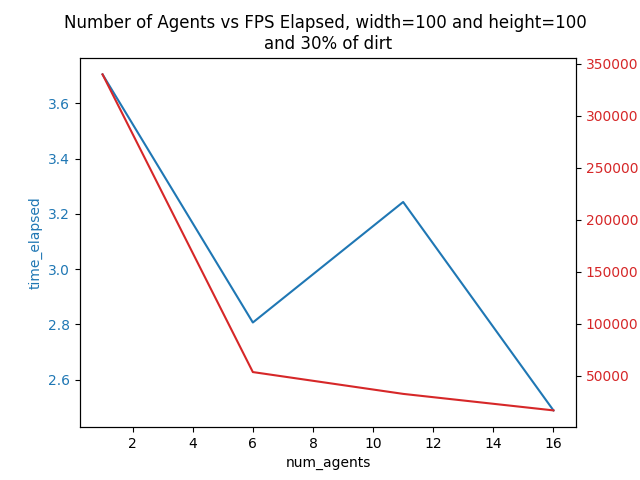 Number of Agents vs FPS Elapsed, width=100 and height=100
and 30% of dirt
3.6
3.4
3.2
3.0
2.8
2.6
time_elapsed
350000
300000
250000
200000
150000
100000
50000
2 4 6 8 10 12 14 16
num_agents